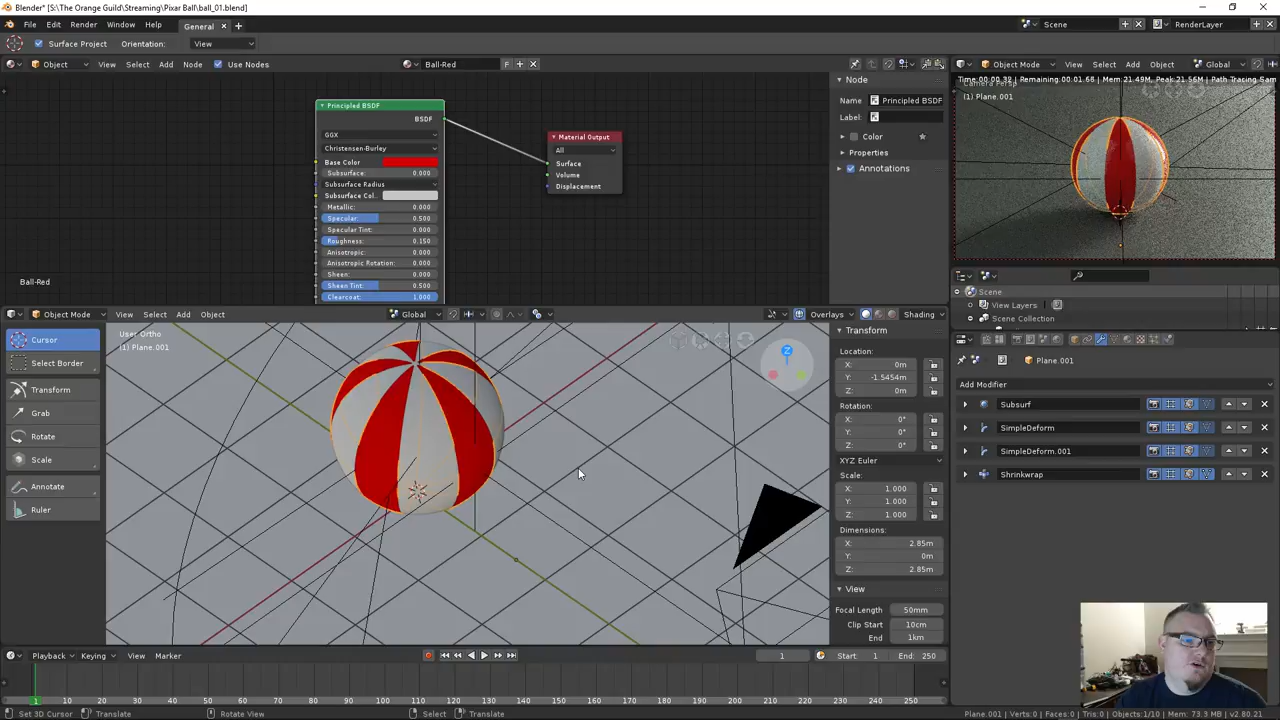 Blender* [S:\The Orange Guild\Streaming\Pixar Ball\ball_01.blend]
File Edit Render Window Help General Scene RenderLayer
Surface Project Orientation: View
Object View Select Add Node Use Nodes Ball-Red F
Object Mode View Select Add Object Global
Principled BSDF
BSDF
GGX
Christensen-Burley
Base Color
Subsurface: 0.000
Subsurface Radius
Subsurface Col..
Metallic: 0.000
Specular: 0.500
Specular Tint: 0.000
Roughness: 0.150
Anisotropic: 0.000
Anisotropic Rotation: 0.000
Sheen: 0.000
Sheen Tint: 0.500
Clearcoat: 1.000
Material Output
All
Surface
Volume
Displacement
Ball-Red
Node
Name Principled BSDF
Label:
Color
Properties
Annotations
Time:00:00.32 | Remaining:00:01.66 | Mem:21.49M, Peak:21.56M | Path Tracing Sam
Camera Persp
(1) Plane.001
Scene
View Layers
Scene Collection
Object Mode View Select Add Object Global Overlays Shading
Cursor
Select Border
Transform
Grab
Rotate
Scale
Annotate
Ruler
User Ortho
(1) Plane.001
Z
Transform
Location:
X: 0m
Y: -1.5454m
Z: 0m
Rotation:
X: 0°
Y: 0°
Z: 0°
XYZ Euler
Scale:
X: 1.000
Y: 1.000
Z: 1.000
Dimensions:
X: 2.85m
Y: 0m
Z: 2.85m
View
Focal Length 50mm
Clip Start 10cm
End 1km
Plane.001
Add Modifier
Subsurf
SimpleDeform
SimpleDeform.001
Shrinkwrap
Playback Keying View Marker 1 Start: 1 End: 250
1 10 20 30 40 50 60 70 80 90 100 110 120 130 140 150 160 170 180 190 200 210 220 230 240 250
Set 3D Cursor Translate Rotate View Select Translate Plane.001 | Verts:0 | Faces:0 | Tris:0 | Objects:1/10 | Mem: 73.3 MB | v2.80.21